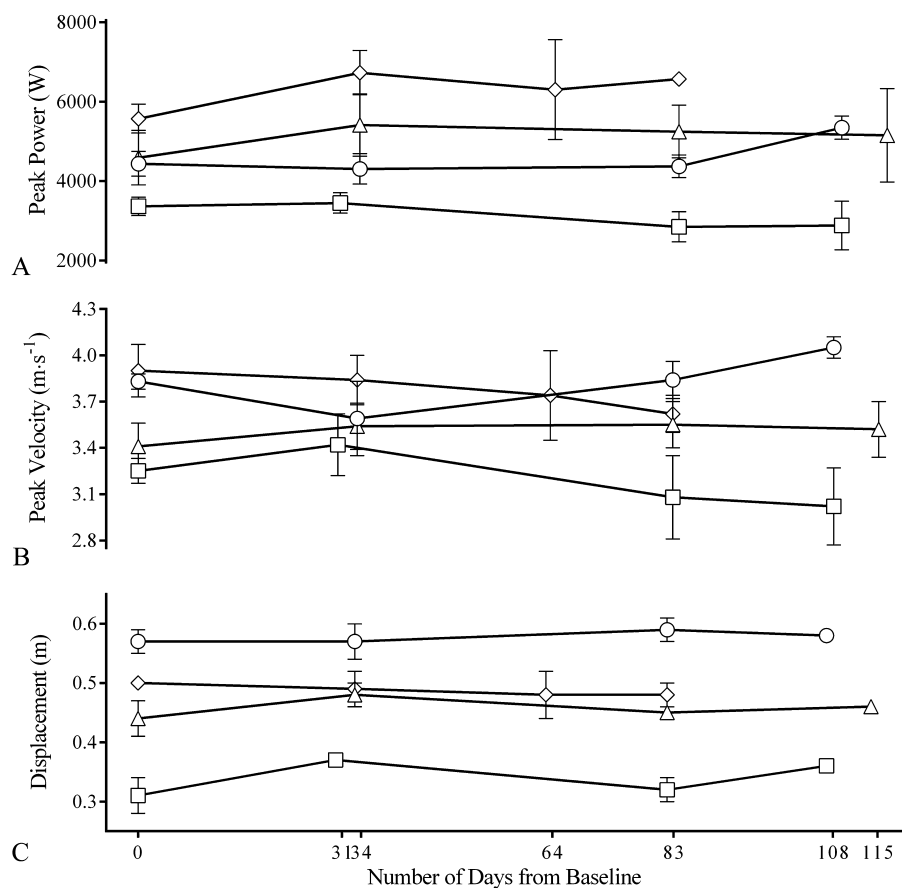 8000
6000
4000
2000
Peak Power (W)
A
4.3
4.0
3.7
3.4
3.1
2.8
Peak Velocity (m·s⁻¹)
B
0.6
0.5
0.4
0.3
Displacement (m)
C
0 31 34 64 83 108 115
Number of Days from Baseline